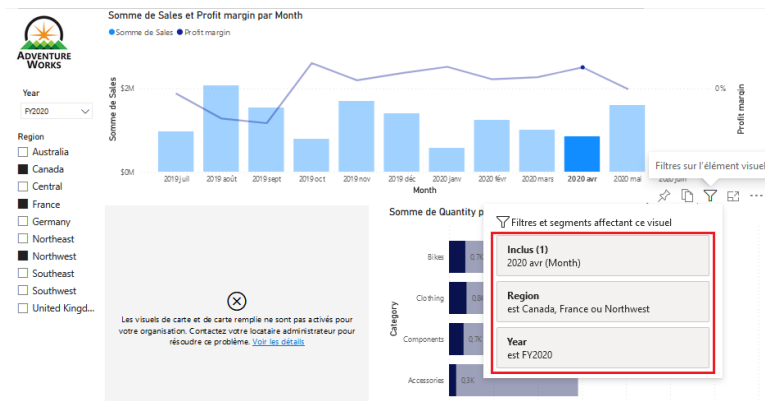 ADVENTURE
WORKS
Year
FY2020
Region
Australia
Canada
Central
France
Germany
Northeast
Northwest
Southeast
Southwest
United Kingd...
Somme de Sales et Profit margin par Month
Somme de Sales Profit margin
Somme de Sales
$2M
$0M
0%
Profit margin
2019 juil 2019 août 2019 sept 2019 oct 2019 nov 2019 déc 2020 janv 2020 févr 2020 mars 2020 avr 2020 mai 2020 juin
Month
Filtres sur l'élément visuel
Les visuels de carte et de carte remplie ne sont pas activés pour
votre organisation. Contactez votre locataire administrateur pour
résoudre ce problème. Voir les détails
Somme de Quantity p
Category
Bikes 0,7K
Clothing 0,8K
Components 0,7K
Accessories 0,3K
Filtres et segments affectant ce visuel
Inclus (1)
2020 avr (Month)
Region
est Canada, France ou Northwest
Year
est FY2020